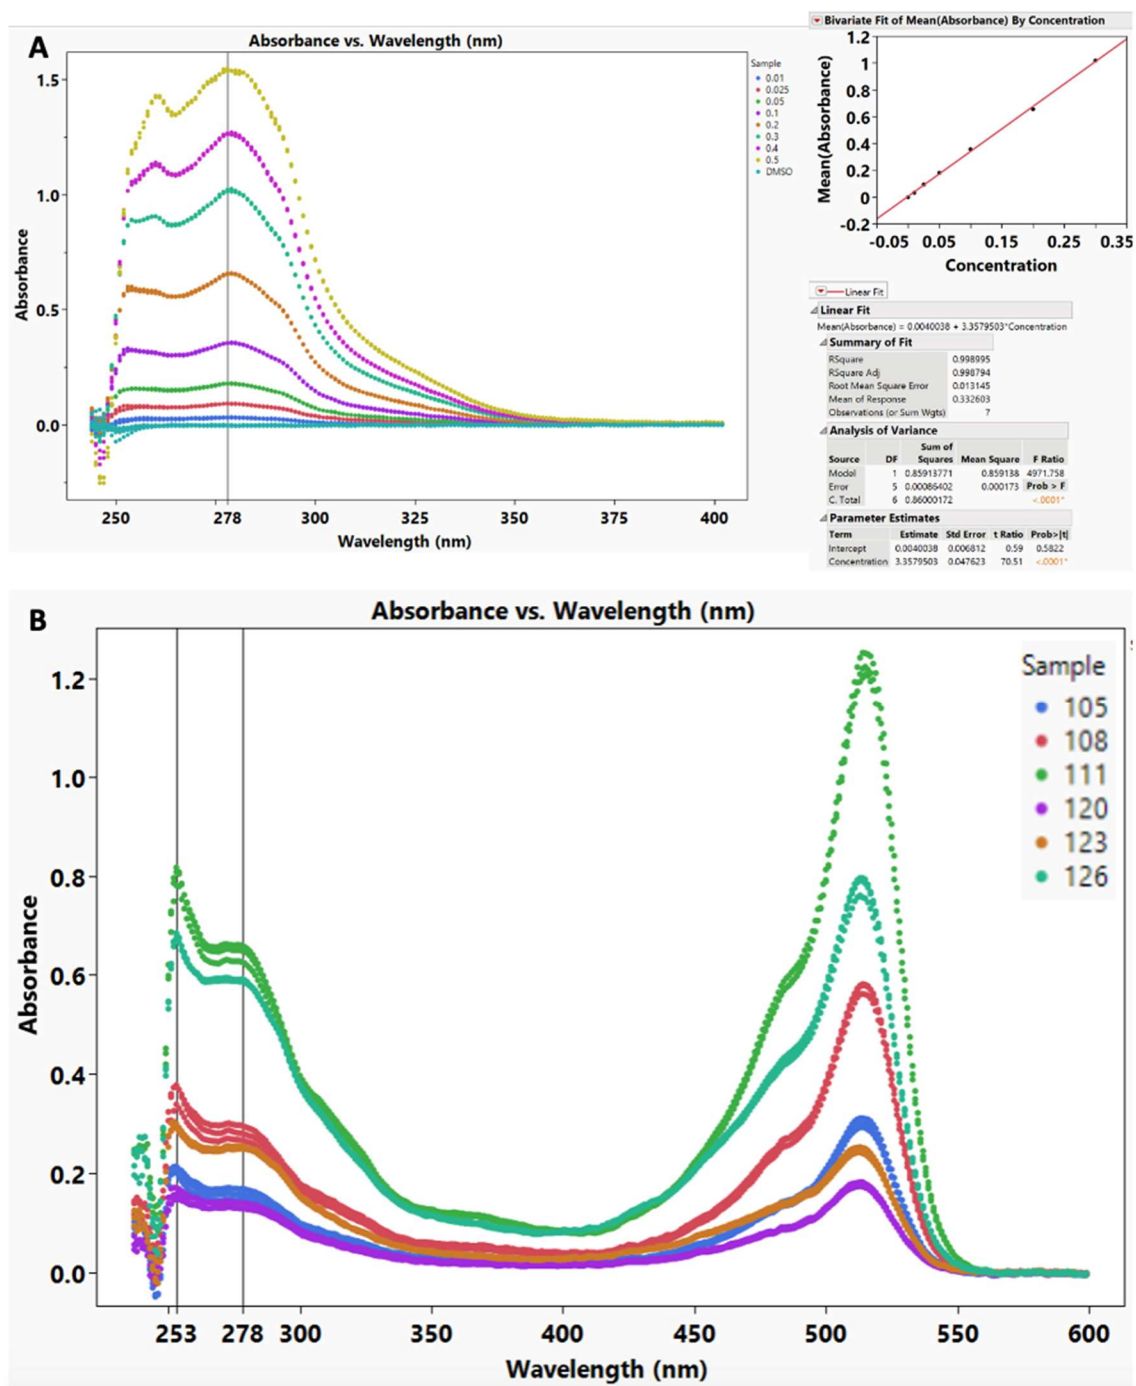 A
Absorbance vs. Wavelength (nm)
1.5
1.0
0.5
0.0
Absorbance
250
278
300
325
350
375
400
Wavelength (nm)
Sample
0.01
0.025
0.05
0.1
0.2
0.3
0.4
0.5
DMSO
Bivariate Fit of Mean(Absorbance) By Concentration
1.2
1
0.8
0.6
0.4
0.2
0
-0.2
Mean(Absorbance)
-0.05 0.05 0.15 0.25 0.35
Concentration
Linear Fit
Linear Fit
Mean(Absorbance) = 0.0040038 + 3.3579503*Concentration
Summary of Fit
RSquare 0.998995
RSquare Adj 0.998794
Root Mean Square Error 0.013145
Mean of Response 0.332603
Observations (or Sum Wgts) 7
Analysis of Variance
Sum of
Source DF Squares Mean Square F Ratio
Model 1 0.85913771 0.859138 4971.758
Error 5 0.00086402 0.000173 Prob > F
C. Total 6 0.86000172 <.0001*
Parameter Estimates
Term Estimate Std Error t Ratio Prob>|t|
Intercept 0.0040038 0.006812 0.59 0.5822
Concentration 3.3579503 0.047623 70.51 <.0001*
B
Absorbance vs. Wavelength (nm)
1.2
1.0
0.8
0.6
0.4
0.2
0.0
Absorbance
253 278 300 350 400 450 500 550 600
Wavelength (nm)
Sample
105
108
111
120
123
126